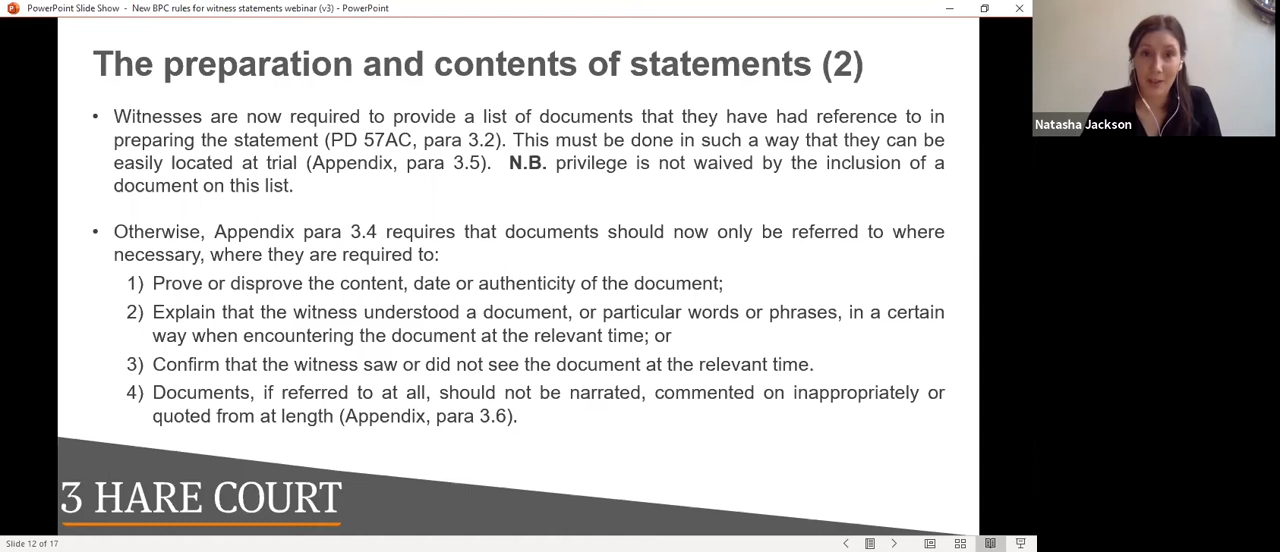 PowerPoint Slide Show - New BPC rules for witness statements webinar (v3) - PowerPoint
The preparation and contents of statements (2)
• Witnesses are now required to provide a list of documents that they have had reference to in
preparing the statement (PD 57AC, para 3.2). This must be done in such a way that they can be
easily located at trial (Appendix, para 3.5). N.B. privilege is not waived by the inclusion of a
document on this list.
• Otherwise, Appendix para 3.4 requires that documents should now only be referred to where
necessary, where they are required to:
1) Prove or disprove the content, date or authenticity of the document;
2) Explain that the witness understood a document, or particular words or phrases, in a certain
way when encountering the document at the relevant time; or
3) Confirm that the witness saw or did not see the document at the relevant time.
4) Documents, if referred to at all, should not be narrated, commented on inappropriately or
quoted from at length (Appendix, para 3.6).
3 HARE COURT
Slide 12 of 17
Natasha Jackson